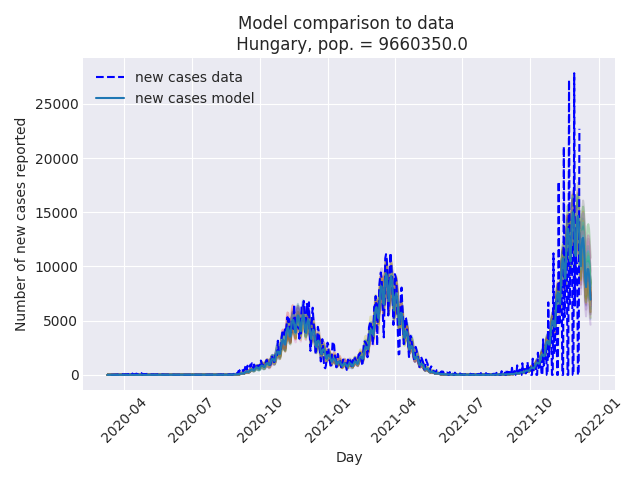 Model comparison to data
Hungary, pop. = 9660350.0
new cases data
new cases model
Number of new cases reported
25000
20000
15000
10000
5000
0
2020-04
2020-07
2020-10
2021-01
2021-04
2021-07
2021-10
2022-01
Day